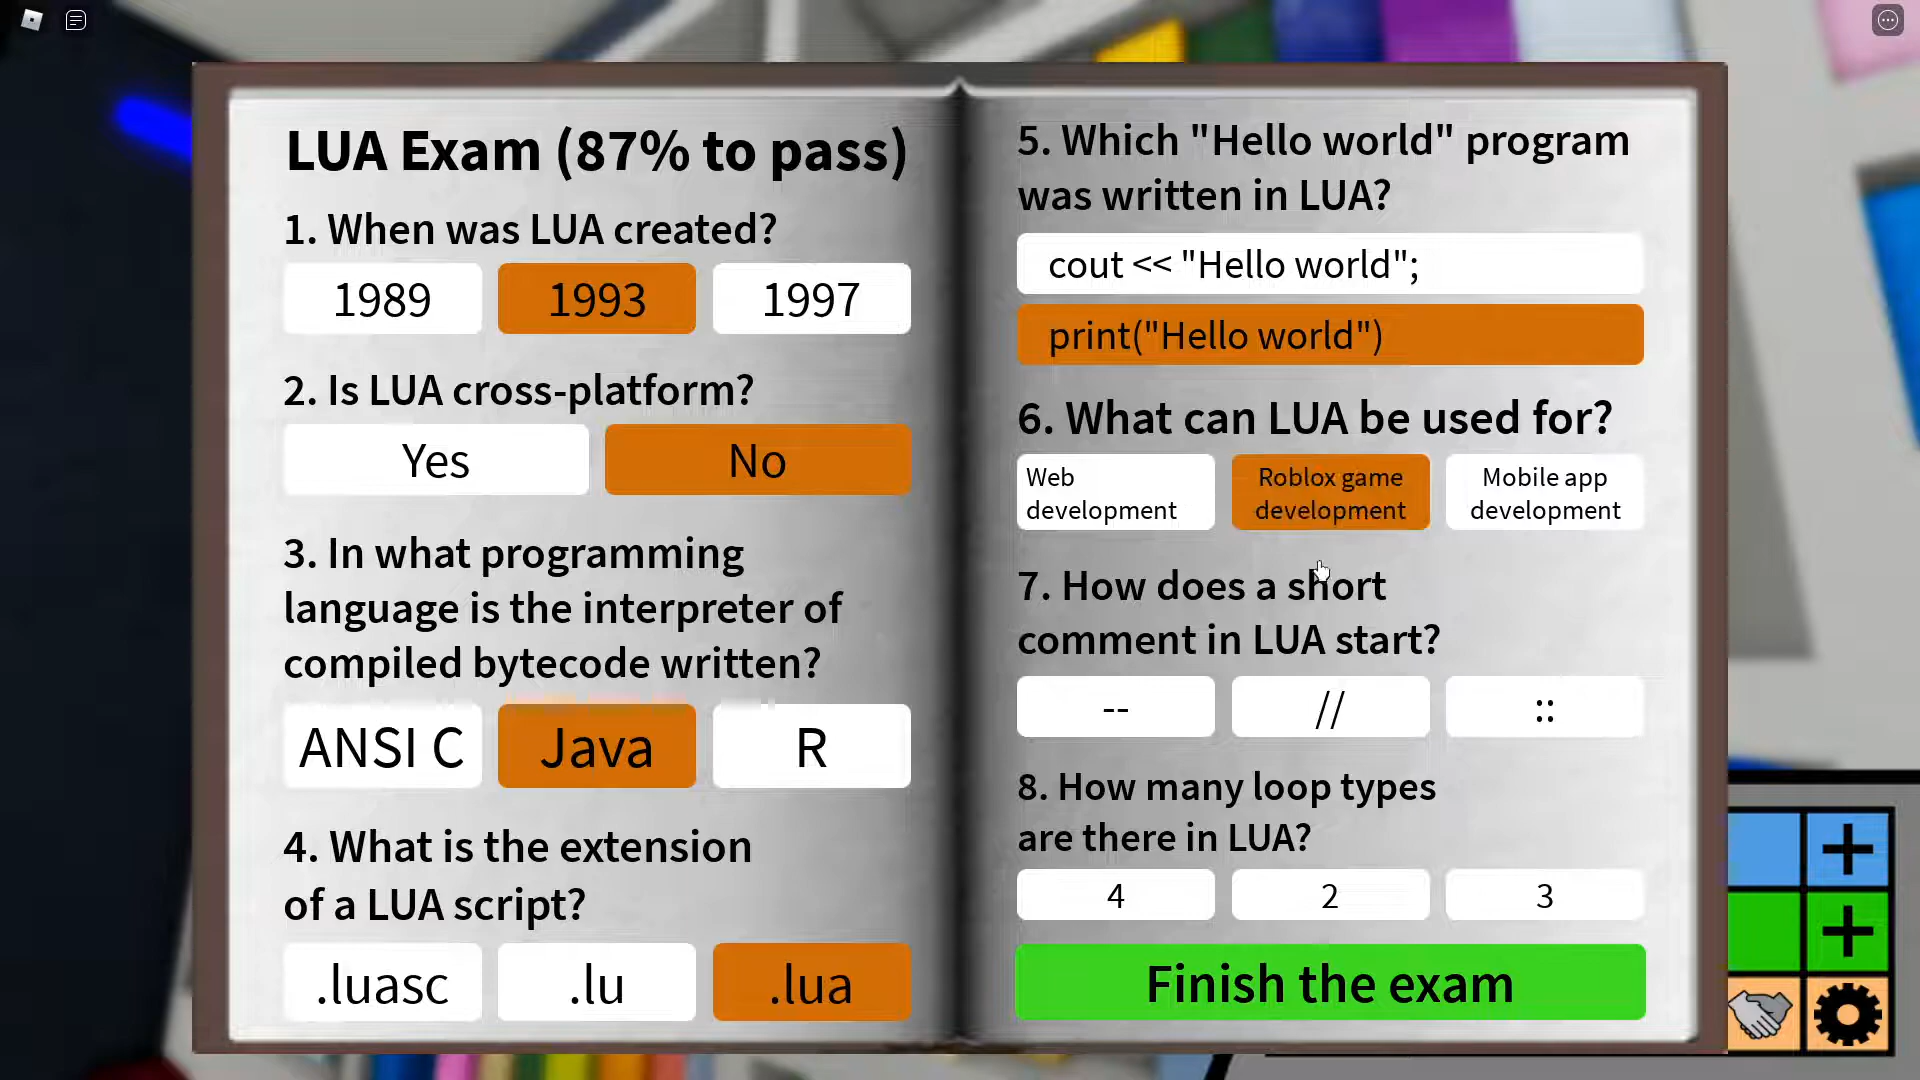 LUA Exam (87% to pass)
1. When was LUA created?
1989
1993
1997
2. Is LUA cross-platform?
Yes
No
3. In what programming
language is the interpreter of
compiled bytecode written?
ANSI C
Java
R
4. What is the extension
of a LUA script?
.luasc
.lu
.lua
5. Which "Hello world" program
was written in LUA?
cout << "Hello world";
print("Hello world")
6. What can LUA be used for?
Web
development
Roblox game
development
Mobile app
development
7. How does a short
comment in LUA start?
--
//
::
8. How many loop types
are there in LUA?
4
2
3
Finish the exam